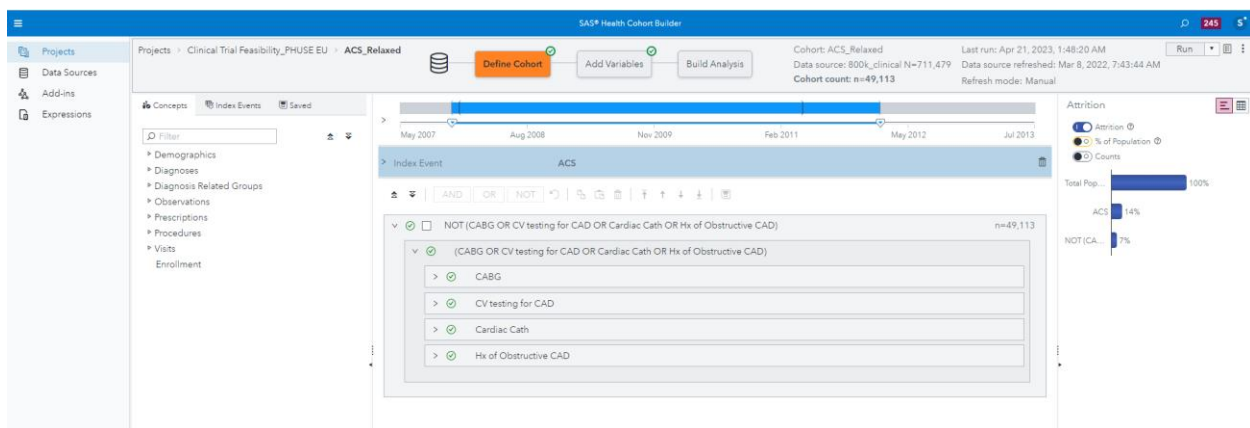 SAS® Health Cohort Builder
245
S
Projects
Data Sources
Add-ins
Expressions
Projects > Clinical Trial Feasibility_PHUSE EU > ACS_Relaxed
Define Cohort
Add Variables
Build Analysis
Cohort: ACS_Relaxed
Data source: 800k_clinical N=711,479
Cohort count: n=49,113
Last run: Apr 21, 2023, 1:48:20 AM
Data source refreshed: Mar 8, 2022, 7:43:44 AM
Refresh mode: Manual
Run
Concepts Index Events Saved
Filter
Demographics
Diagnoses
Diagnosis Related Groups
Observations
Prescriptions
Procedures
Visits
Enrollment
May 2007 Aug 2008 Nov 2009 Feb 2011 May 2012 Jul 2013
Index Event ACS
AND OR NOT
NOT (CABG OR CV testing for CAD OR Cardiac Cath OR Hx of Obstructive CAD) n=49,113
(CABG OR CV testing for CAD OR Cardiac Cath OR Hx of Obstructive CAD)
CABG
CV testing for CAD
Cardiac Cath
Hx of Obstructive CAD
Attrition
Attrition
% of Population
Counts
Total Pop... 100%
ACS 14%
NOT (CA... 7%